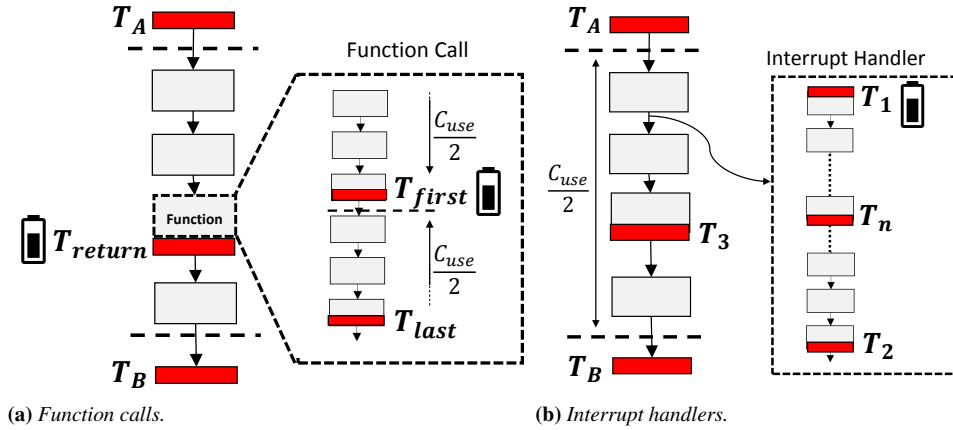 T_A
Function Call
C_use
2
T_first
Function
T_return
C_use
2
T_last
T_B
(a) Function calls.
T_A
Interrupt Handler
T_1
C_use
2
T_n
T_3
T_2
T_B
(b) Interrupt handlers.